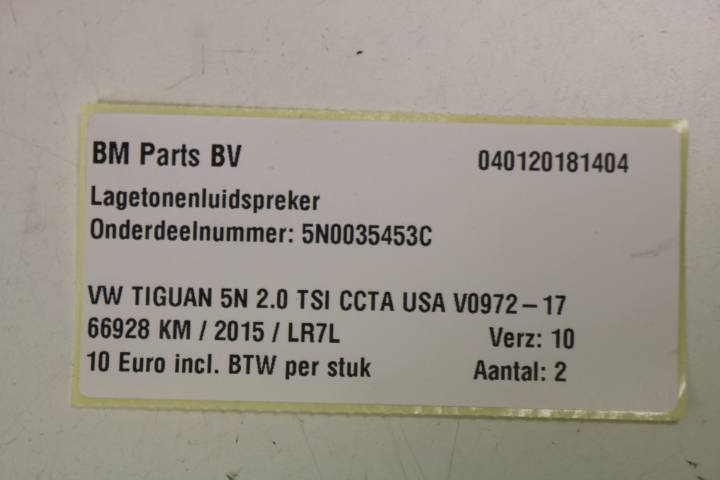 BM Parts BV 040120181404
Lagetonenluidspreker
Onderdeelnummer: 5N0035453C
VW TIGUAN 5N 2.0 TSI CCTA USA V0972-17
66928 KM / 2015 / LR7L Verz: 10
10 Euro incl. BTW per stuk Aantal: 2